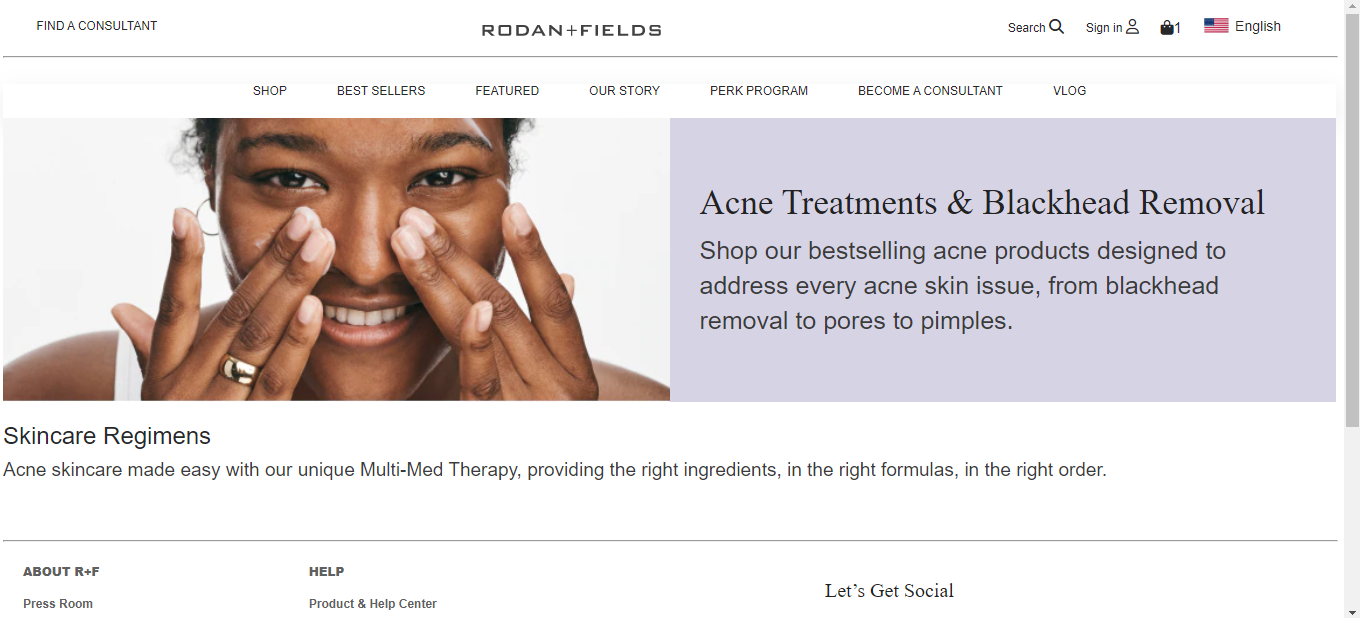 FIND A CONSULTANT
RODAN+FIELDS
Search
Sign in
1
English
SHOP
BEST SELLERS
FEATURED
OUR STORY
PERK PROGRAM
BECOME A CONSULTANT
VLOG
Acne Treatments & Blackhead Removal
Shop our bestselling acne products designed to
address every acne skin issue, from blackhead
removal to pores to pimples.
Skincare Regimens
Acne skincare made easy with our unique Multi-Med Therapy, providing the right ingredients, in the right formulas, in the right order.
ABOUT R+F
Press Room
HELP
Product & Help Center
Let’s Get Social